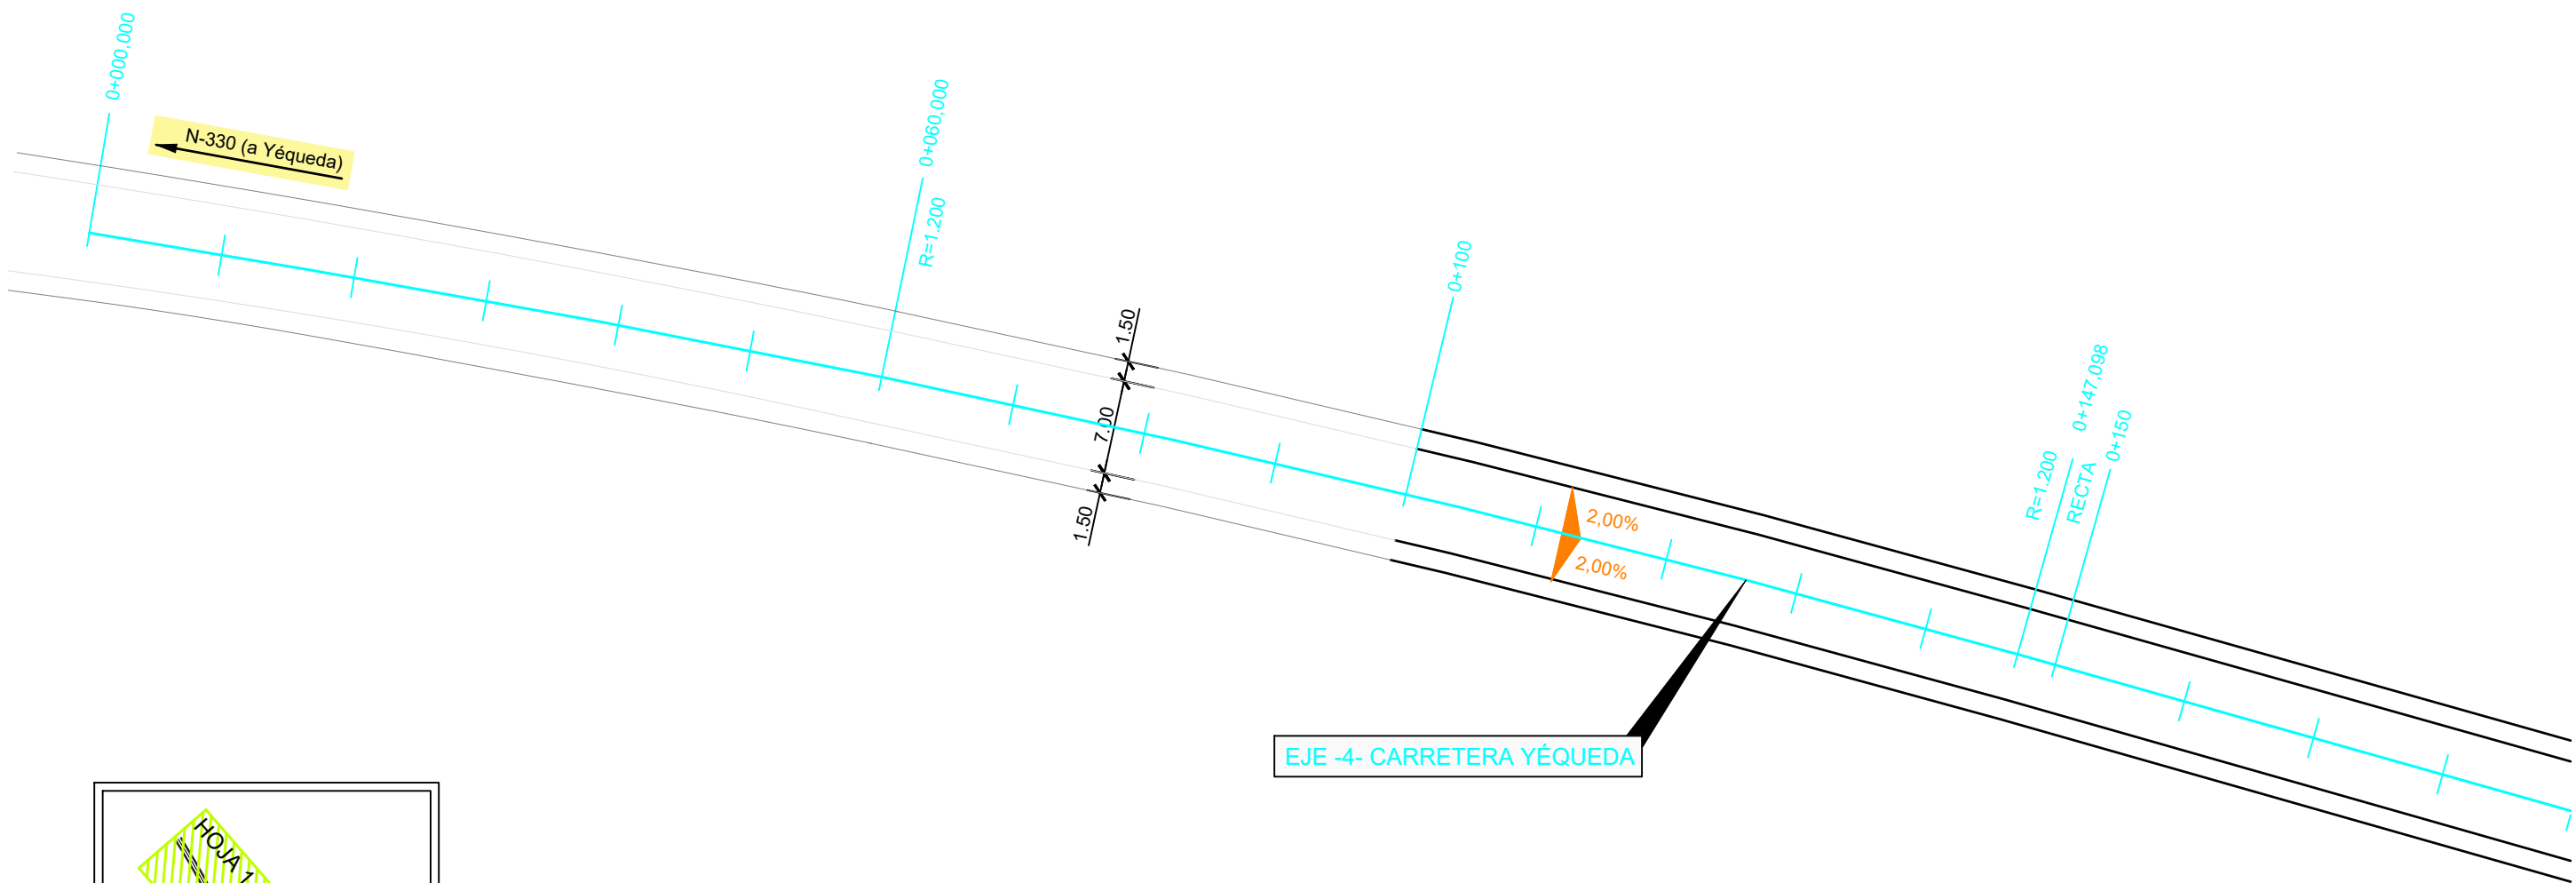 0+000,000
N-330 (a Yéqueda)
0+060,000
R=1.200
1.50
7.00
1.50
0+100
2,00%
2,00%
R=1.200
0+147,098
RECTA
0+150
EJE -4- CARRETERA YÉQUEDA
HOJA 1